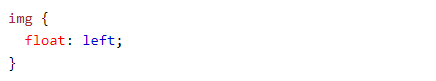 img {
  float: left;
}